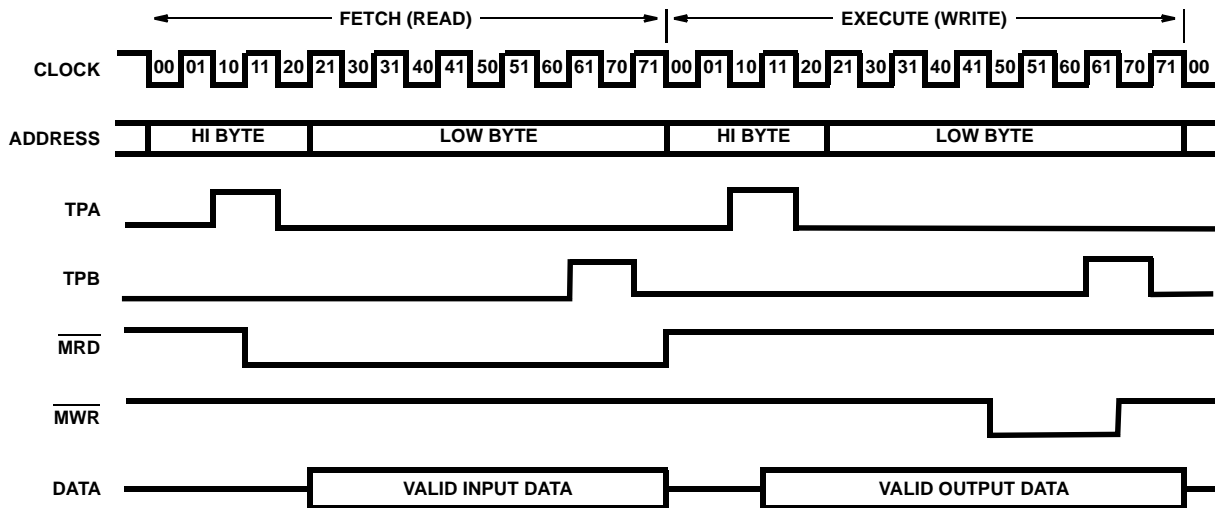 FETCH (READ) EXECUTE (WRITE)
CLOCK 00 01 10 11 20 21 30 31 40 41 50 51 60 61 70 71 00 01 10 11 20 21 30 31 40 41 50 51 60 61 70 71 00
ADDRESS HI BYTE LOW BYTE HI BYTE LOW BYTE
TPA
TPB
MRD
MWR
DATA VALID INPUT DATA VALID OUTPUT DATA